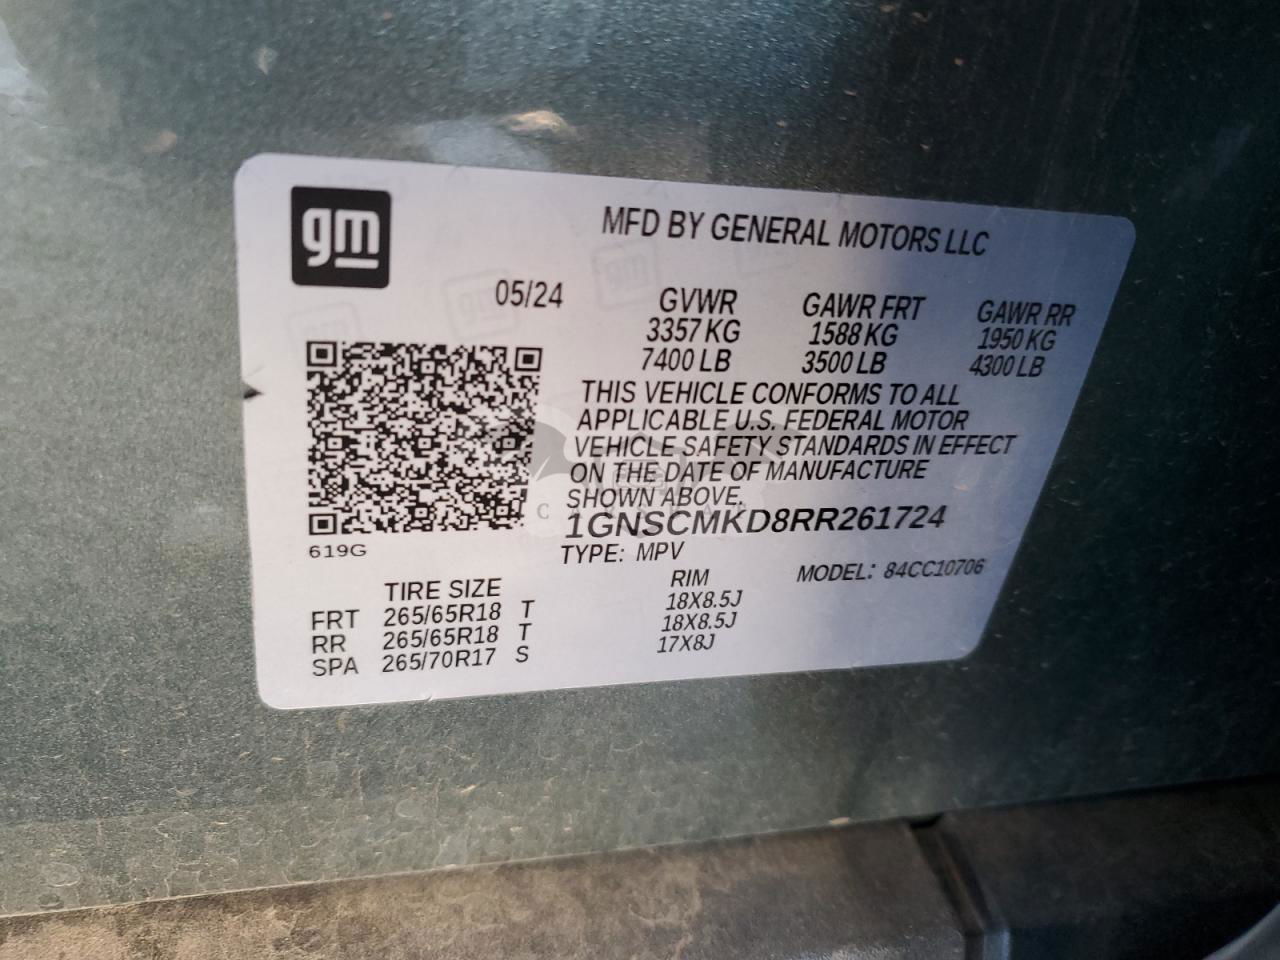 gm
MFD BY GENERAL MOTORS LLC
05/24 GVWR GAWR FRT GAWR RR
3357 KG 1588 KG 1950 KG
7400 LB 3500 LB 4300 LB
THIS VEHICLE CONFORMS TO ALL
APPLICABLE U.S. FEDERAL MOTOR
VEHICLE SAFETY STANDARDS IN EFFECT
ON THE DATE OF MANUFACTURE
SHOWN ABOVE.
1GNSCMKD8RR261724
619G
TYPE: MPV MODEL: 84CC10706
TIRE SIZE RIM
FRT 265/65R18 T 18X8.5J
RR 265/65R18 T 18X8.5J
SPA 265/70R17 S 17X8J